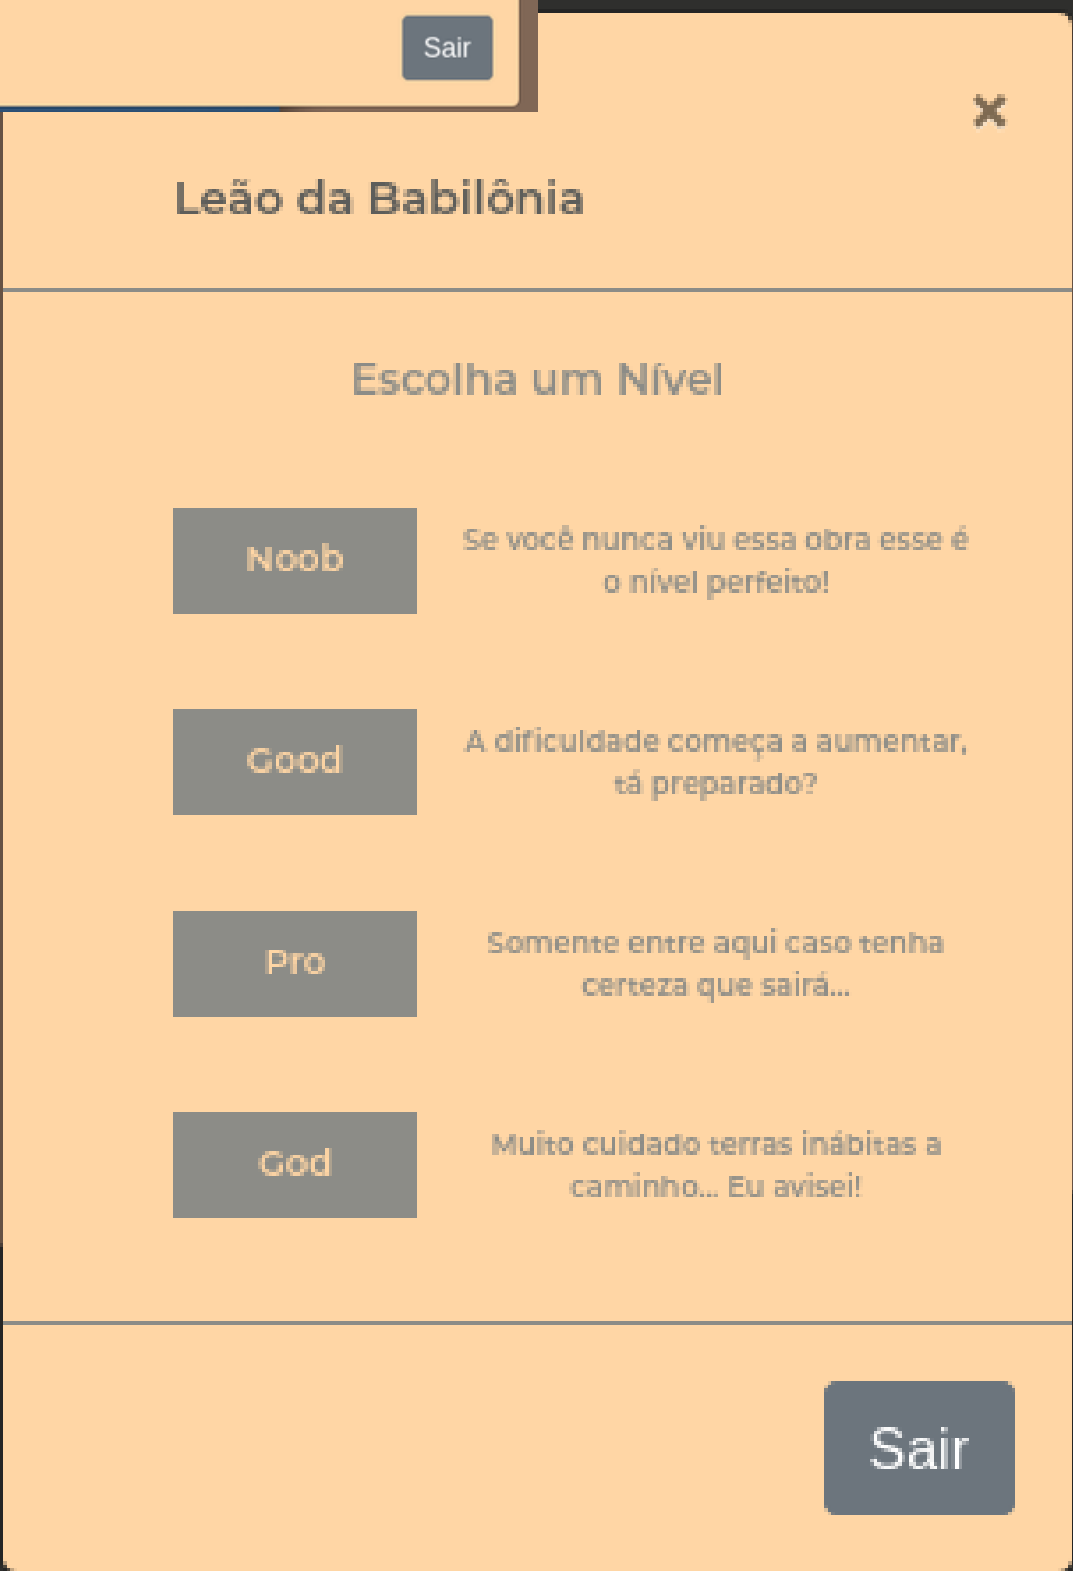 Sair
×
Leão da Babilônia
Escolha um Nível
Noob
Se você nunca viu essa obra esse é
o nível perfeito!
Good
A dificuldade começa a aumentar,
tá preparado?
Pro
Somente entre aqui caso tenha
certeza que sairá...
God
Muito cuidado terras inábitas a
caminho... Eu avisei!
Sair